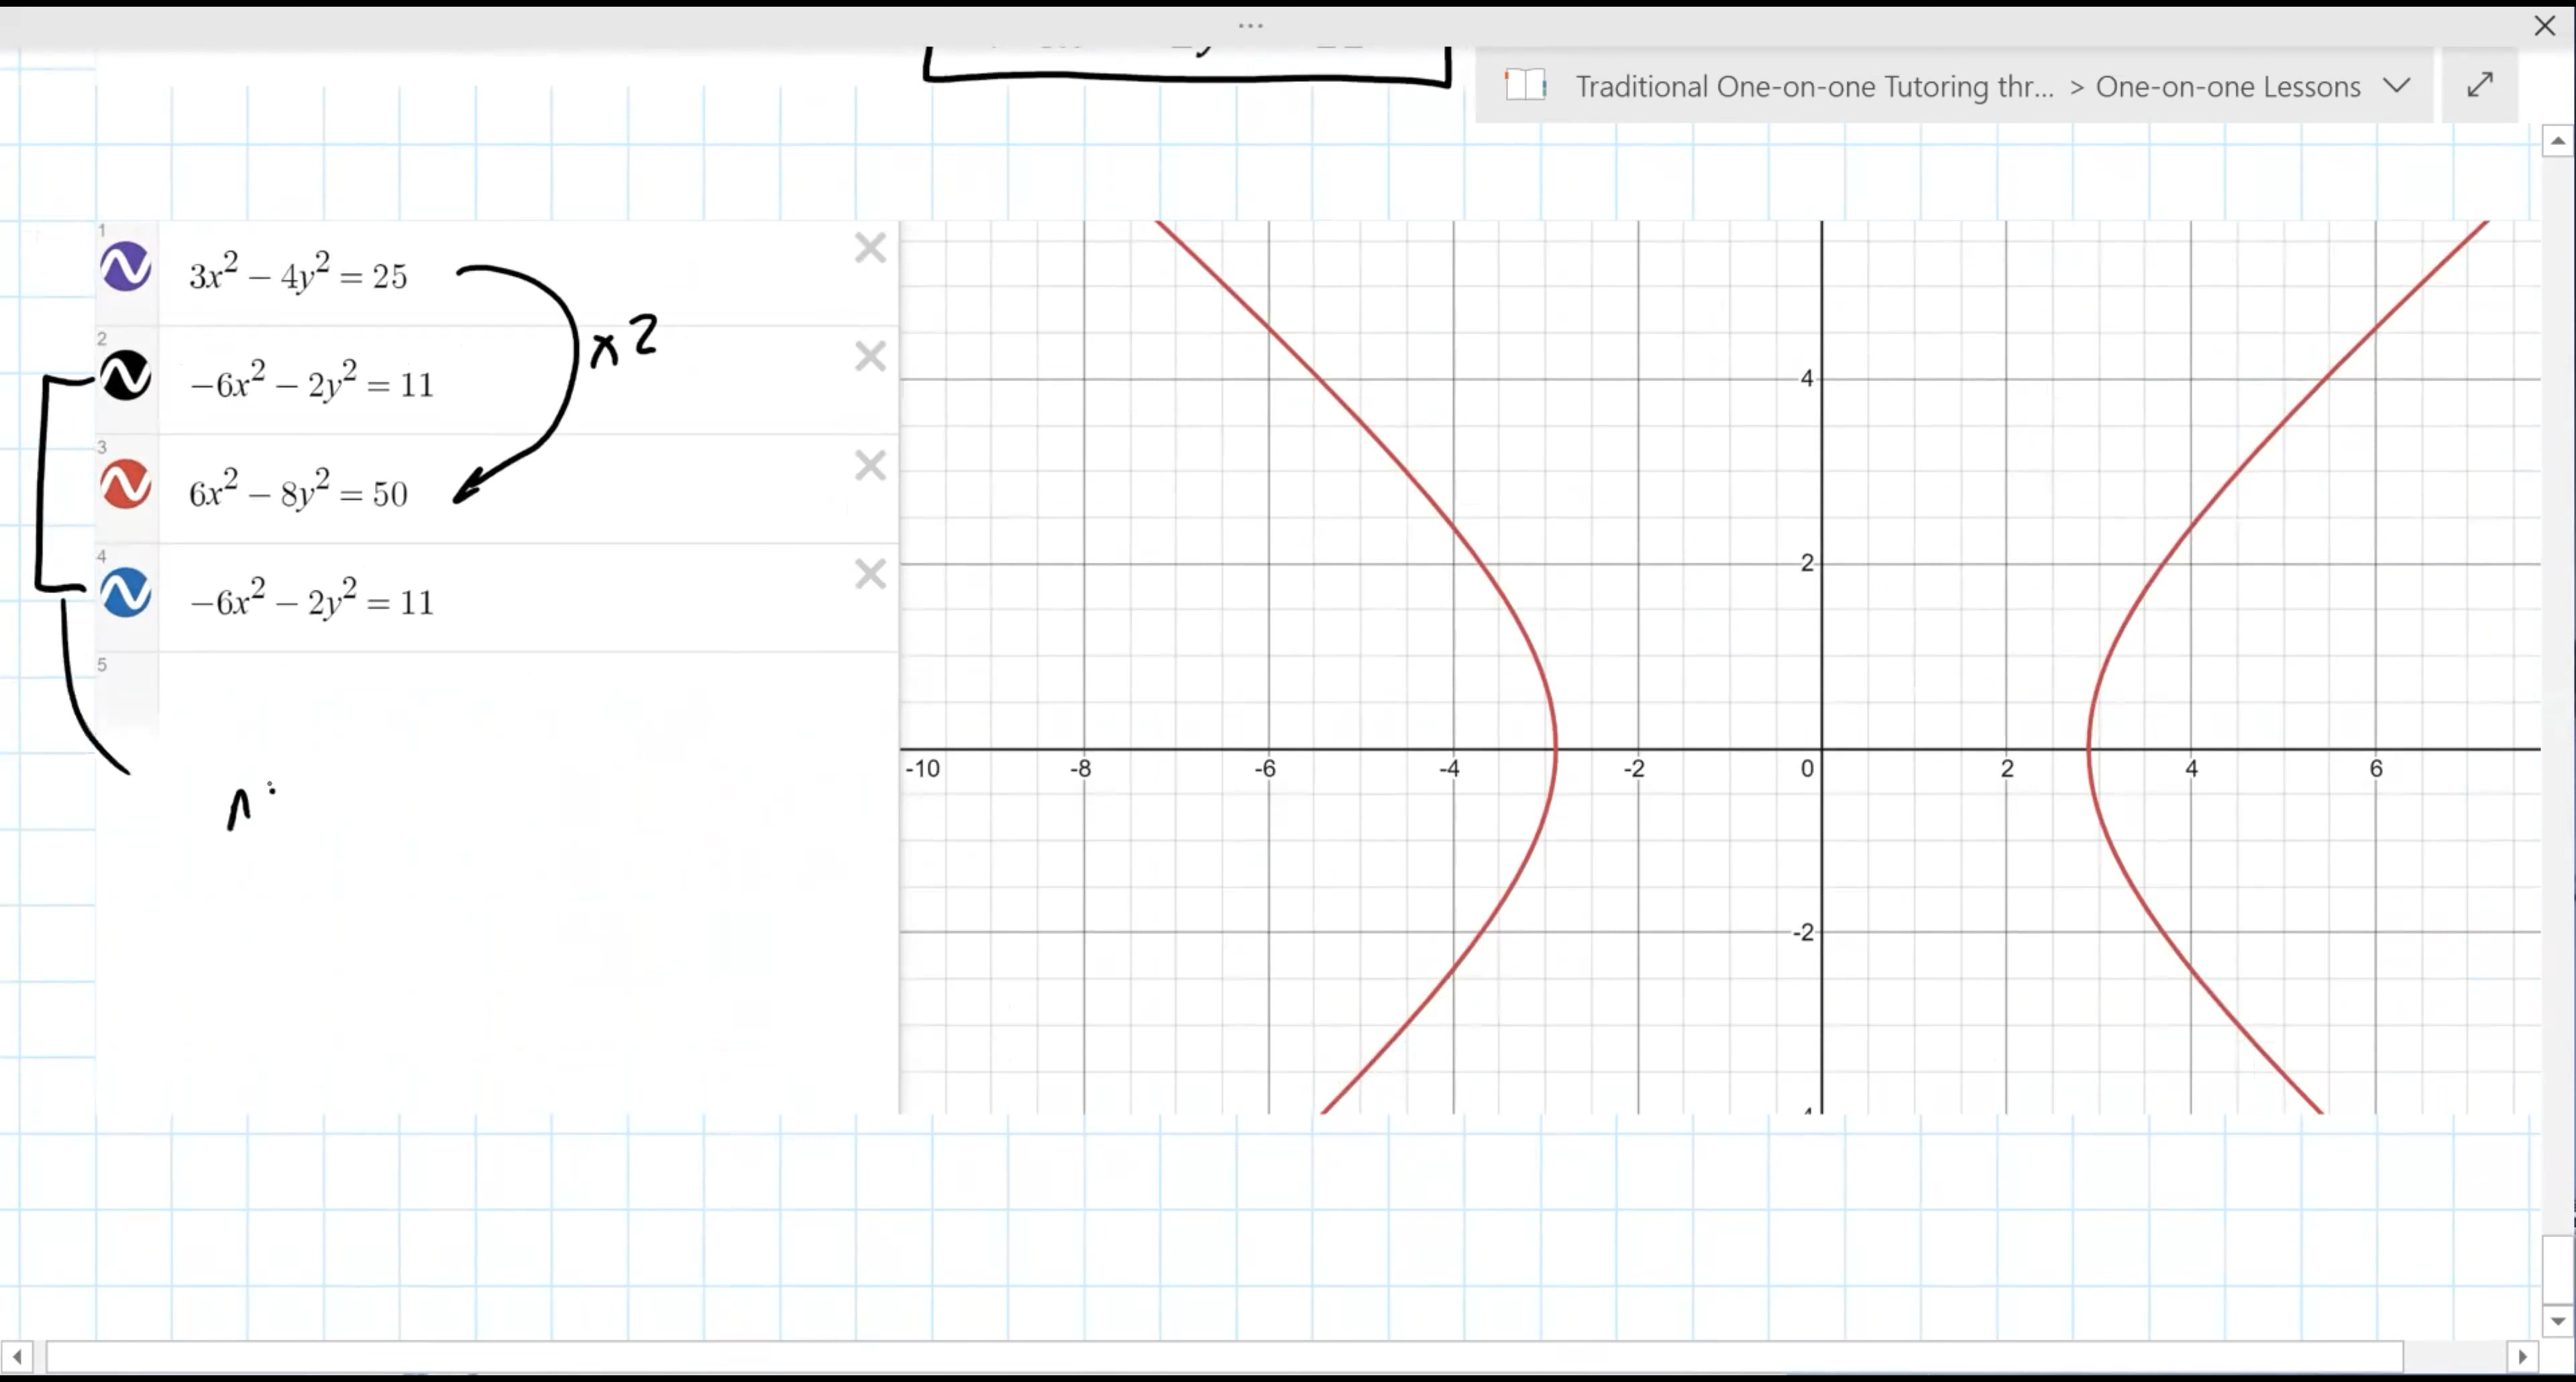 ...
Traditional One-on-one Tutoring thr... > One-on-one Lessons
1
3x² − 4y² = 25
x2
2
−6x² − 2y² = 11
3
6x² − 8y² = 50
4
−6x² − 2y² = 11
5
4
2
-10 -8 -6 -4 -2 0 2 4 6
-2